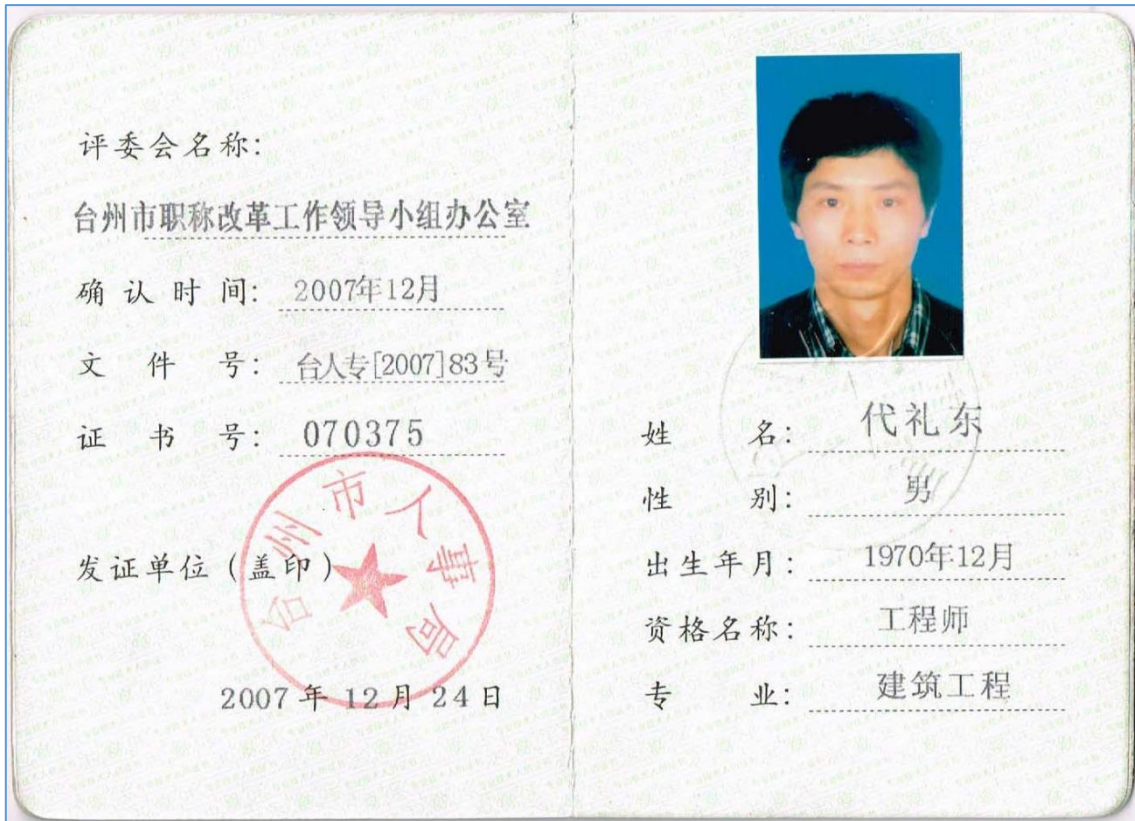 评委会名称:
台州市职称改革工作领导小组办公室
确认时间: 2007年12月
文件号: 台人专[2007]83号
证书号: 070375
台州市人事局
发证单位(盖印)
2007年12月24日
姓名: 代礼东
性别: 男
出生年月: 1970年12月
资格名称: 工程师
专业: 建筑工程